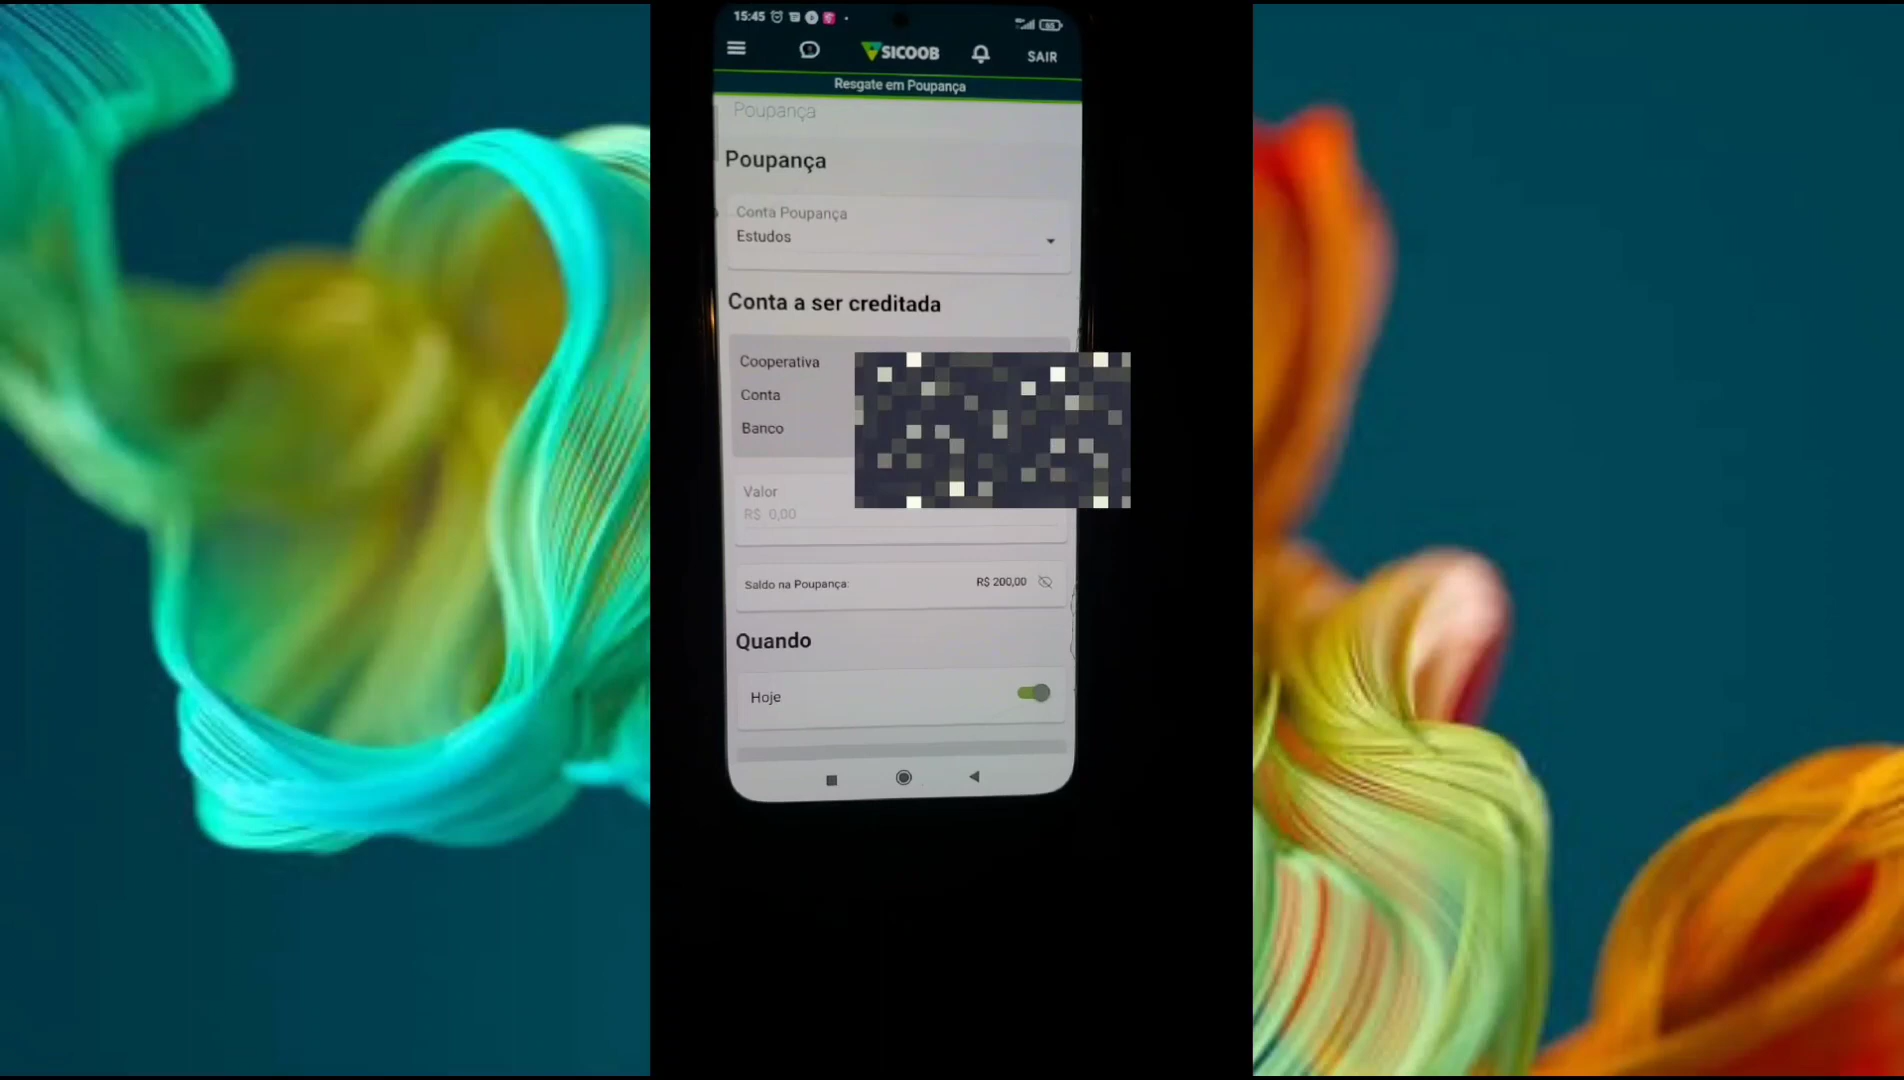 15:45
65
SICOOB
SAIR
Resgate em Poupança
Poupança
Poupança
Conta Poupança
Estudos
Conta a ser creditada
Cooperativa
Conta
Banco
Valor
R$ 0,00
Saldo na Poupança:
R$ 200,00
Quando
Hoje